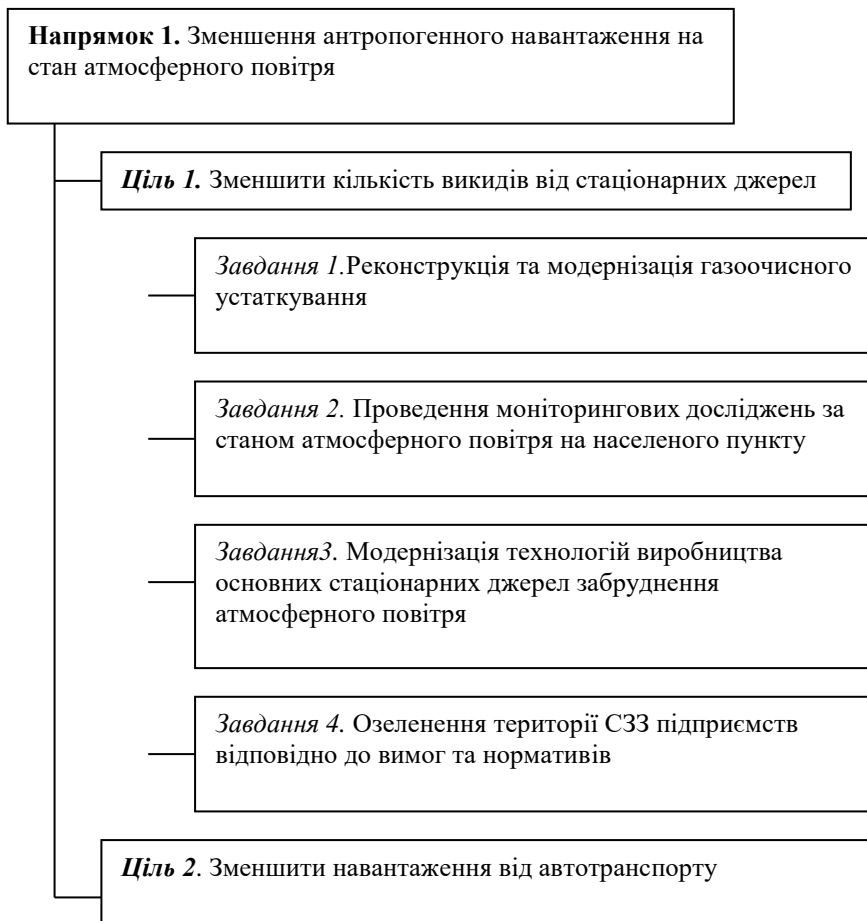 Напрямок 1. Зменшення антропогенного навантаження на
стан атмосферного повітря
Ціль 1. Зменшити кількість викидів від стаціонарних джерел
Завдання 1.Реконструкція та модернізація газоочисного
устаткування
Завдання 2. Проведення моніторингових досліджень за
станом атмосферного повітря на населеного пункту
Завдання3. Модернізація технологій виробництва
основних стаціонарних джерел забруднення
атмосферного повітря
Завдання 4. Озеленення території СЗЗ підприємств
відповідно до вимог та нормативів
Ціль 2. Зменшити навантаження від автотранспорту